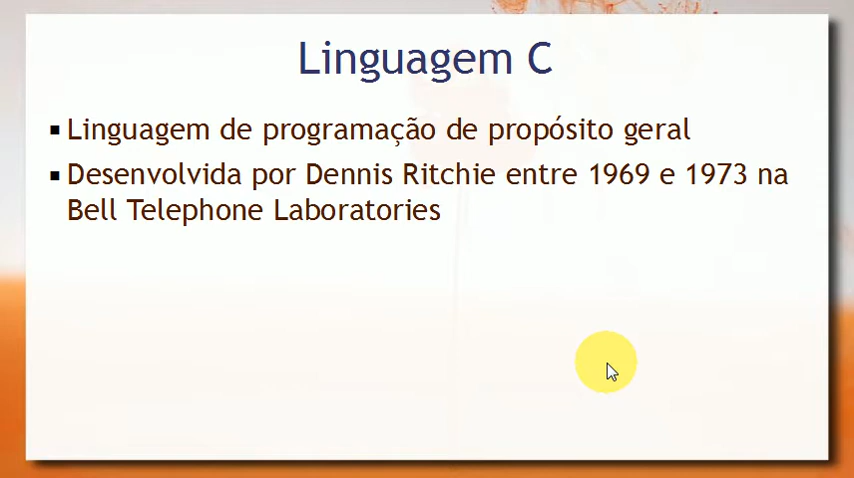 Linguagem C
▪ Linguagem de programação de propósito geral
▪ Desenvolvida por Dennis Ritchie entre 1969 e 1973 na
Bell Telephone Laboratories